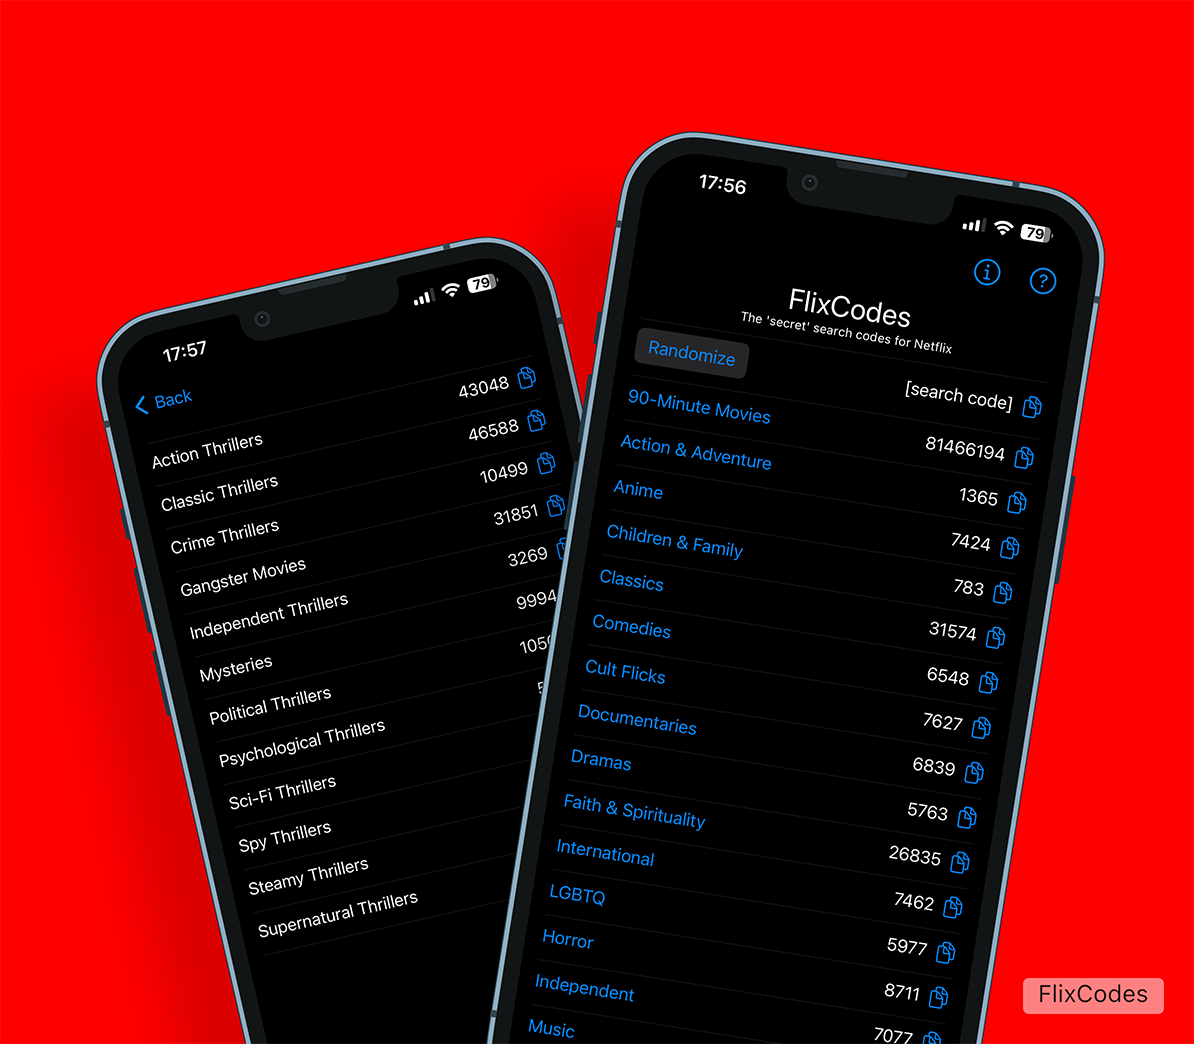 17:57
79
Back
Action Thrillers 43048
Classic Thrillers 46588
Crime Thrillers 10499
Gangster Movies 31851
Independent Thrillers 3269
Mysteries 9994
Political Thrillers
Psychological Thrillers
Sci-Fi Thrillers
Spy Thrillers
Steamy Thrillers
Supernatural Thrillers
17:56
79
FlixCodes
The 'secret' search codes for Netflix
Randomize [search code]
90-Minute Movies 81466194
Action & Adventure 1365
Anime 7424
Children & Family 783
Classics 31574
Comedies 6548
Cult Flicks 7627
Documentaries 6839
Dramas 5763
Faith & Spirituality 26835
International 7462
LGBTQ 5977
Horror 8711
Independent 7077
Music
FlixCodes